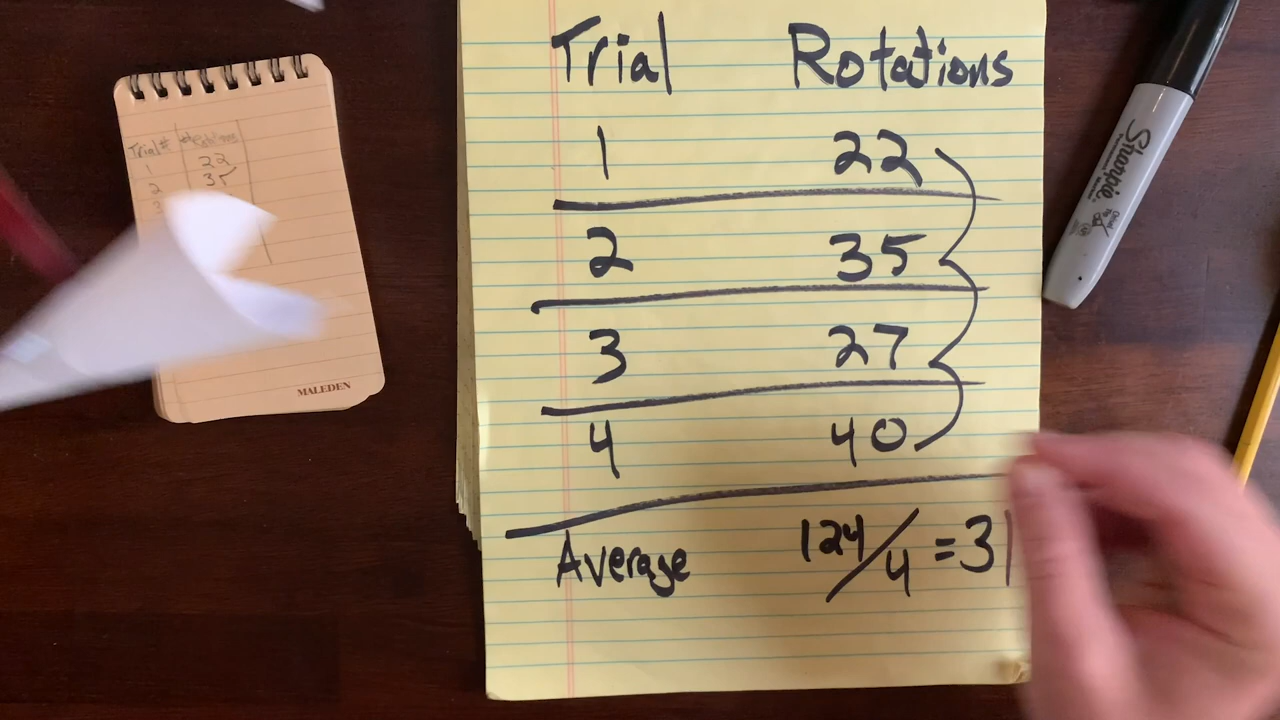 Trial Rotations
1 22
2 35
3 27
4 40
Average 124/4 = 31
Trial #
1 22
2 35
3
MALEDEN
Sharpie